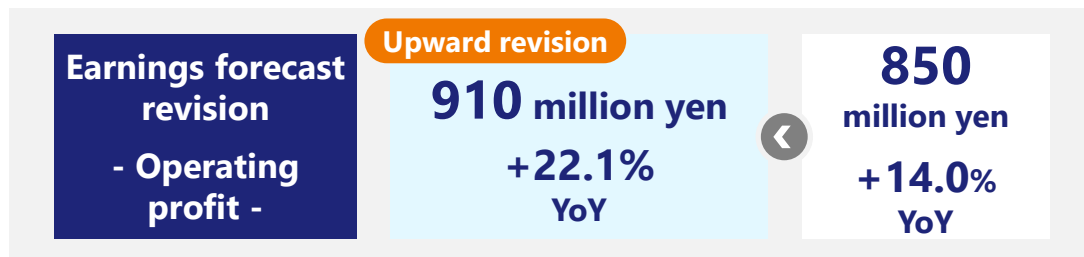 Earnings forecast
revision
- Operating
profit -
Upward revision
910 million yen
+22.1%
YoY
850
million yen
+14.0%
YoY